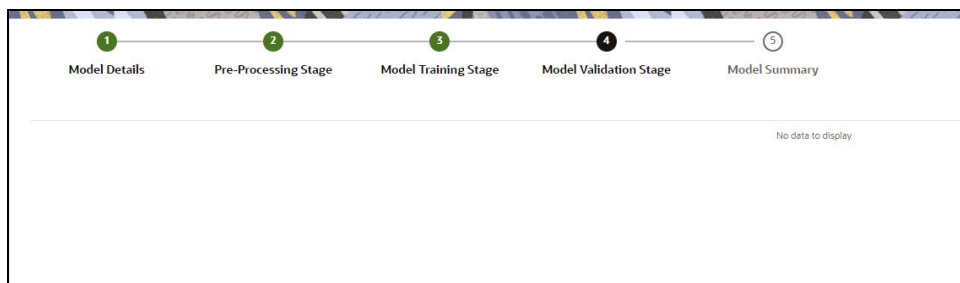 1 2 3 4 5
Model Details Pre-Processing Stage Model Training Stage Model Validation Stage Model Summary
No data to display